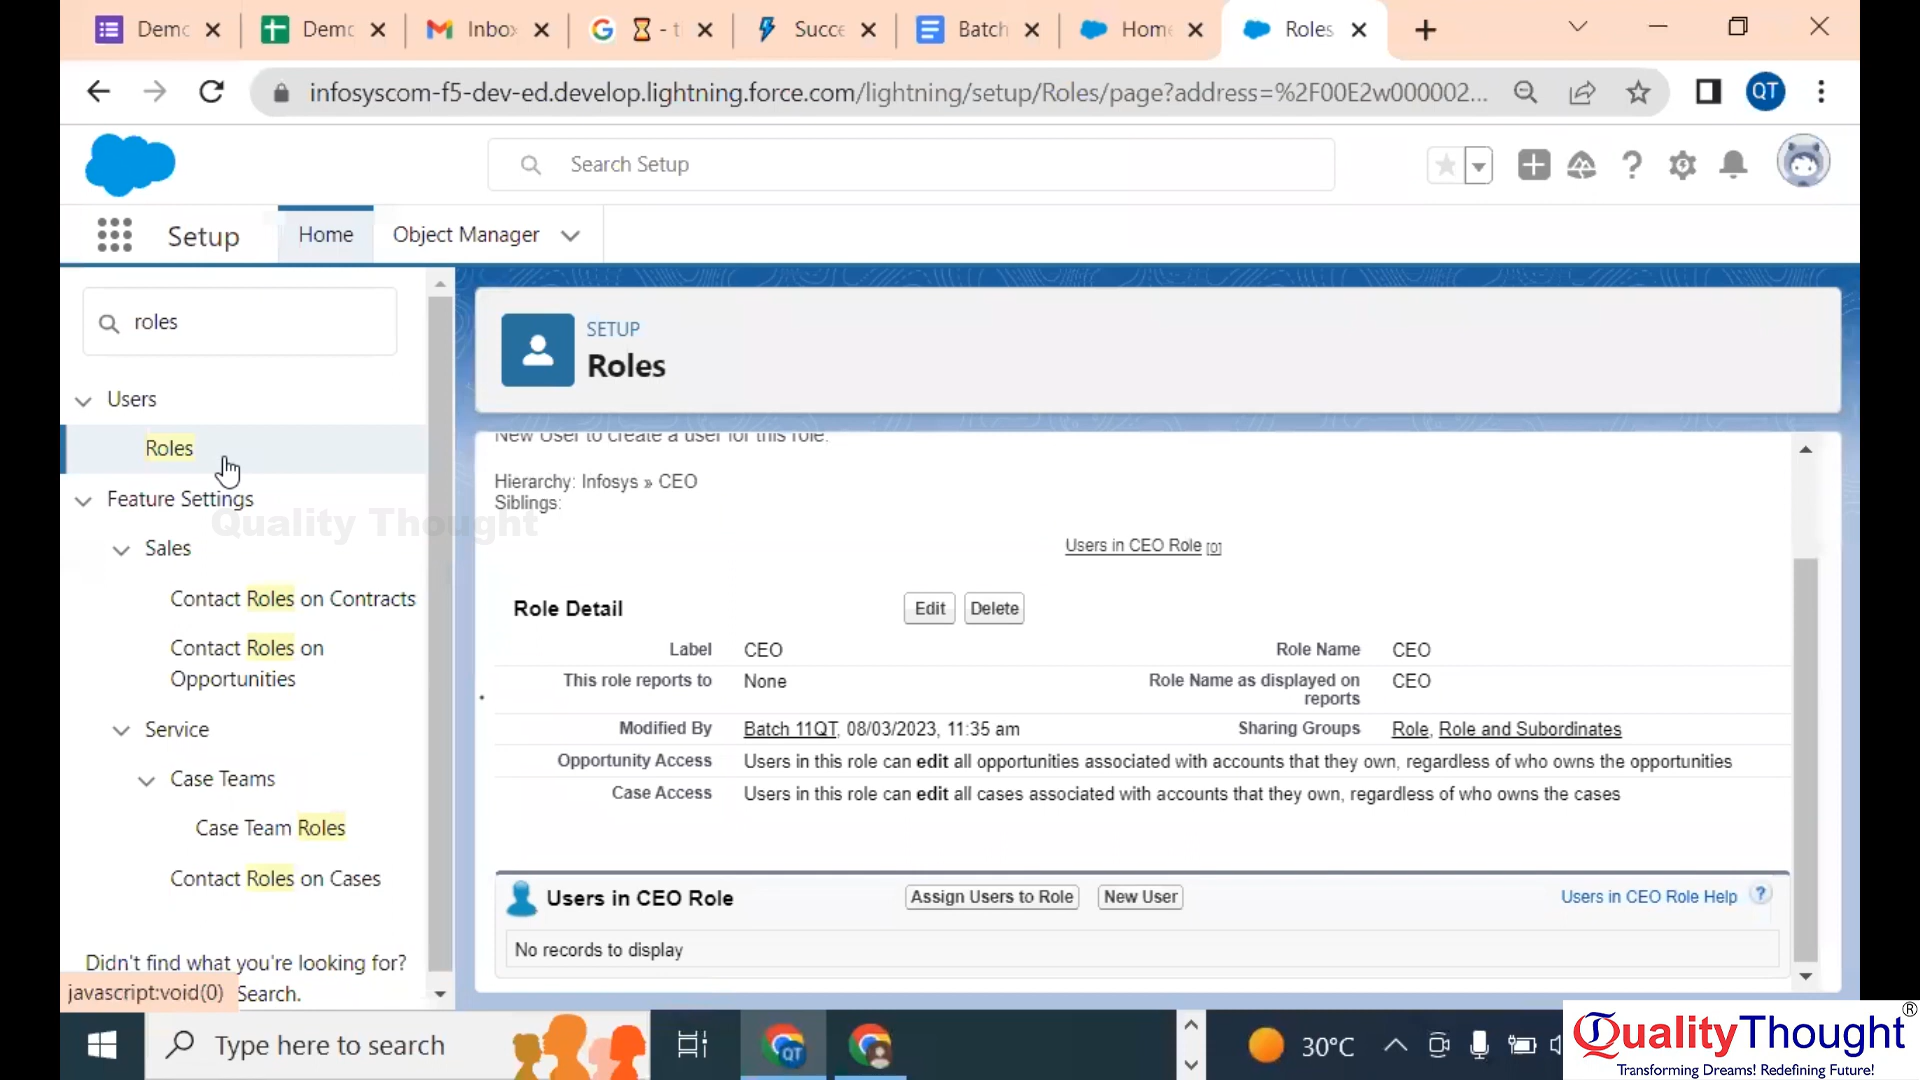 Demo
Demo
Inbox
- t
Succe
Batch
Home
Roles
infosyscom-f5-dev-ed.develop.lightning.force.com/lightning/setup/Roles/page?address=%2F00E2w000002...
QT
Search Setup
Setup
Home
Object Manager
roles
Users
Roles
Feature Settings
Sales
Contact Roles on Contracts
Contact Roles on
Opportunities
Service
Case Teams
Case Team Roles
Contact Roles on Cases
Didn't find what you're looking for?
Search.
javascript:void(0)
SETUP
Roles
New User to create a user for this role.
Hierarchy: Infosys » CEO
Siblings:
Quality Thought
Users in CEO Role [0]
Role Detail
Edit
Delete
Label CEO Role Name CEO
This role reports to None Role Name as displayed on
reports CEO
Modified By Batch 11QT, 08/03/2023, 11:35 am Sharing Groups Role, Role and Subordinates
Opportunity Access Users in this role can edit all opportunities associated with accounts that they own, regardless of who owns the opportunities
Case Access Users in this role can edit all cases associated with accounts that they own, regardless of who owns the cases
Users in CEO Role
Assign Users to Role
New User
Users in CEO Role Help ?
No records to display
Type here to search
QT
30°C
QualityThought®
Transforming Dreams! Redefining Future!